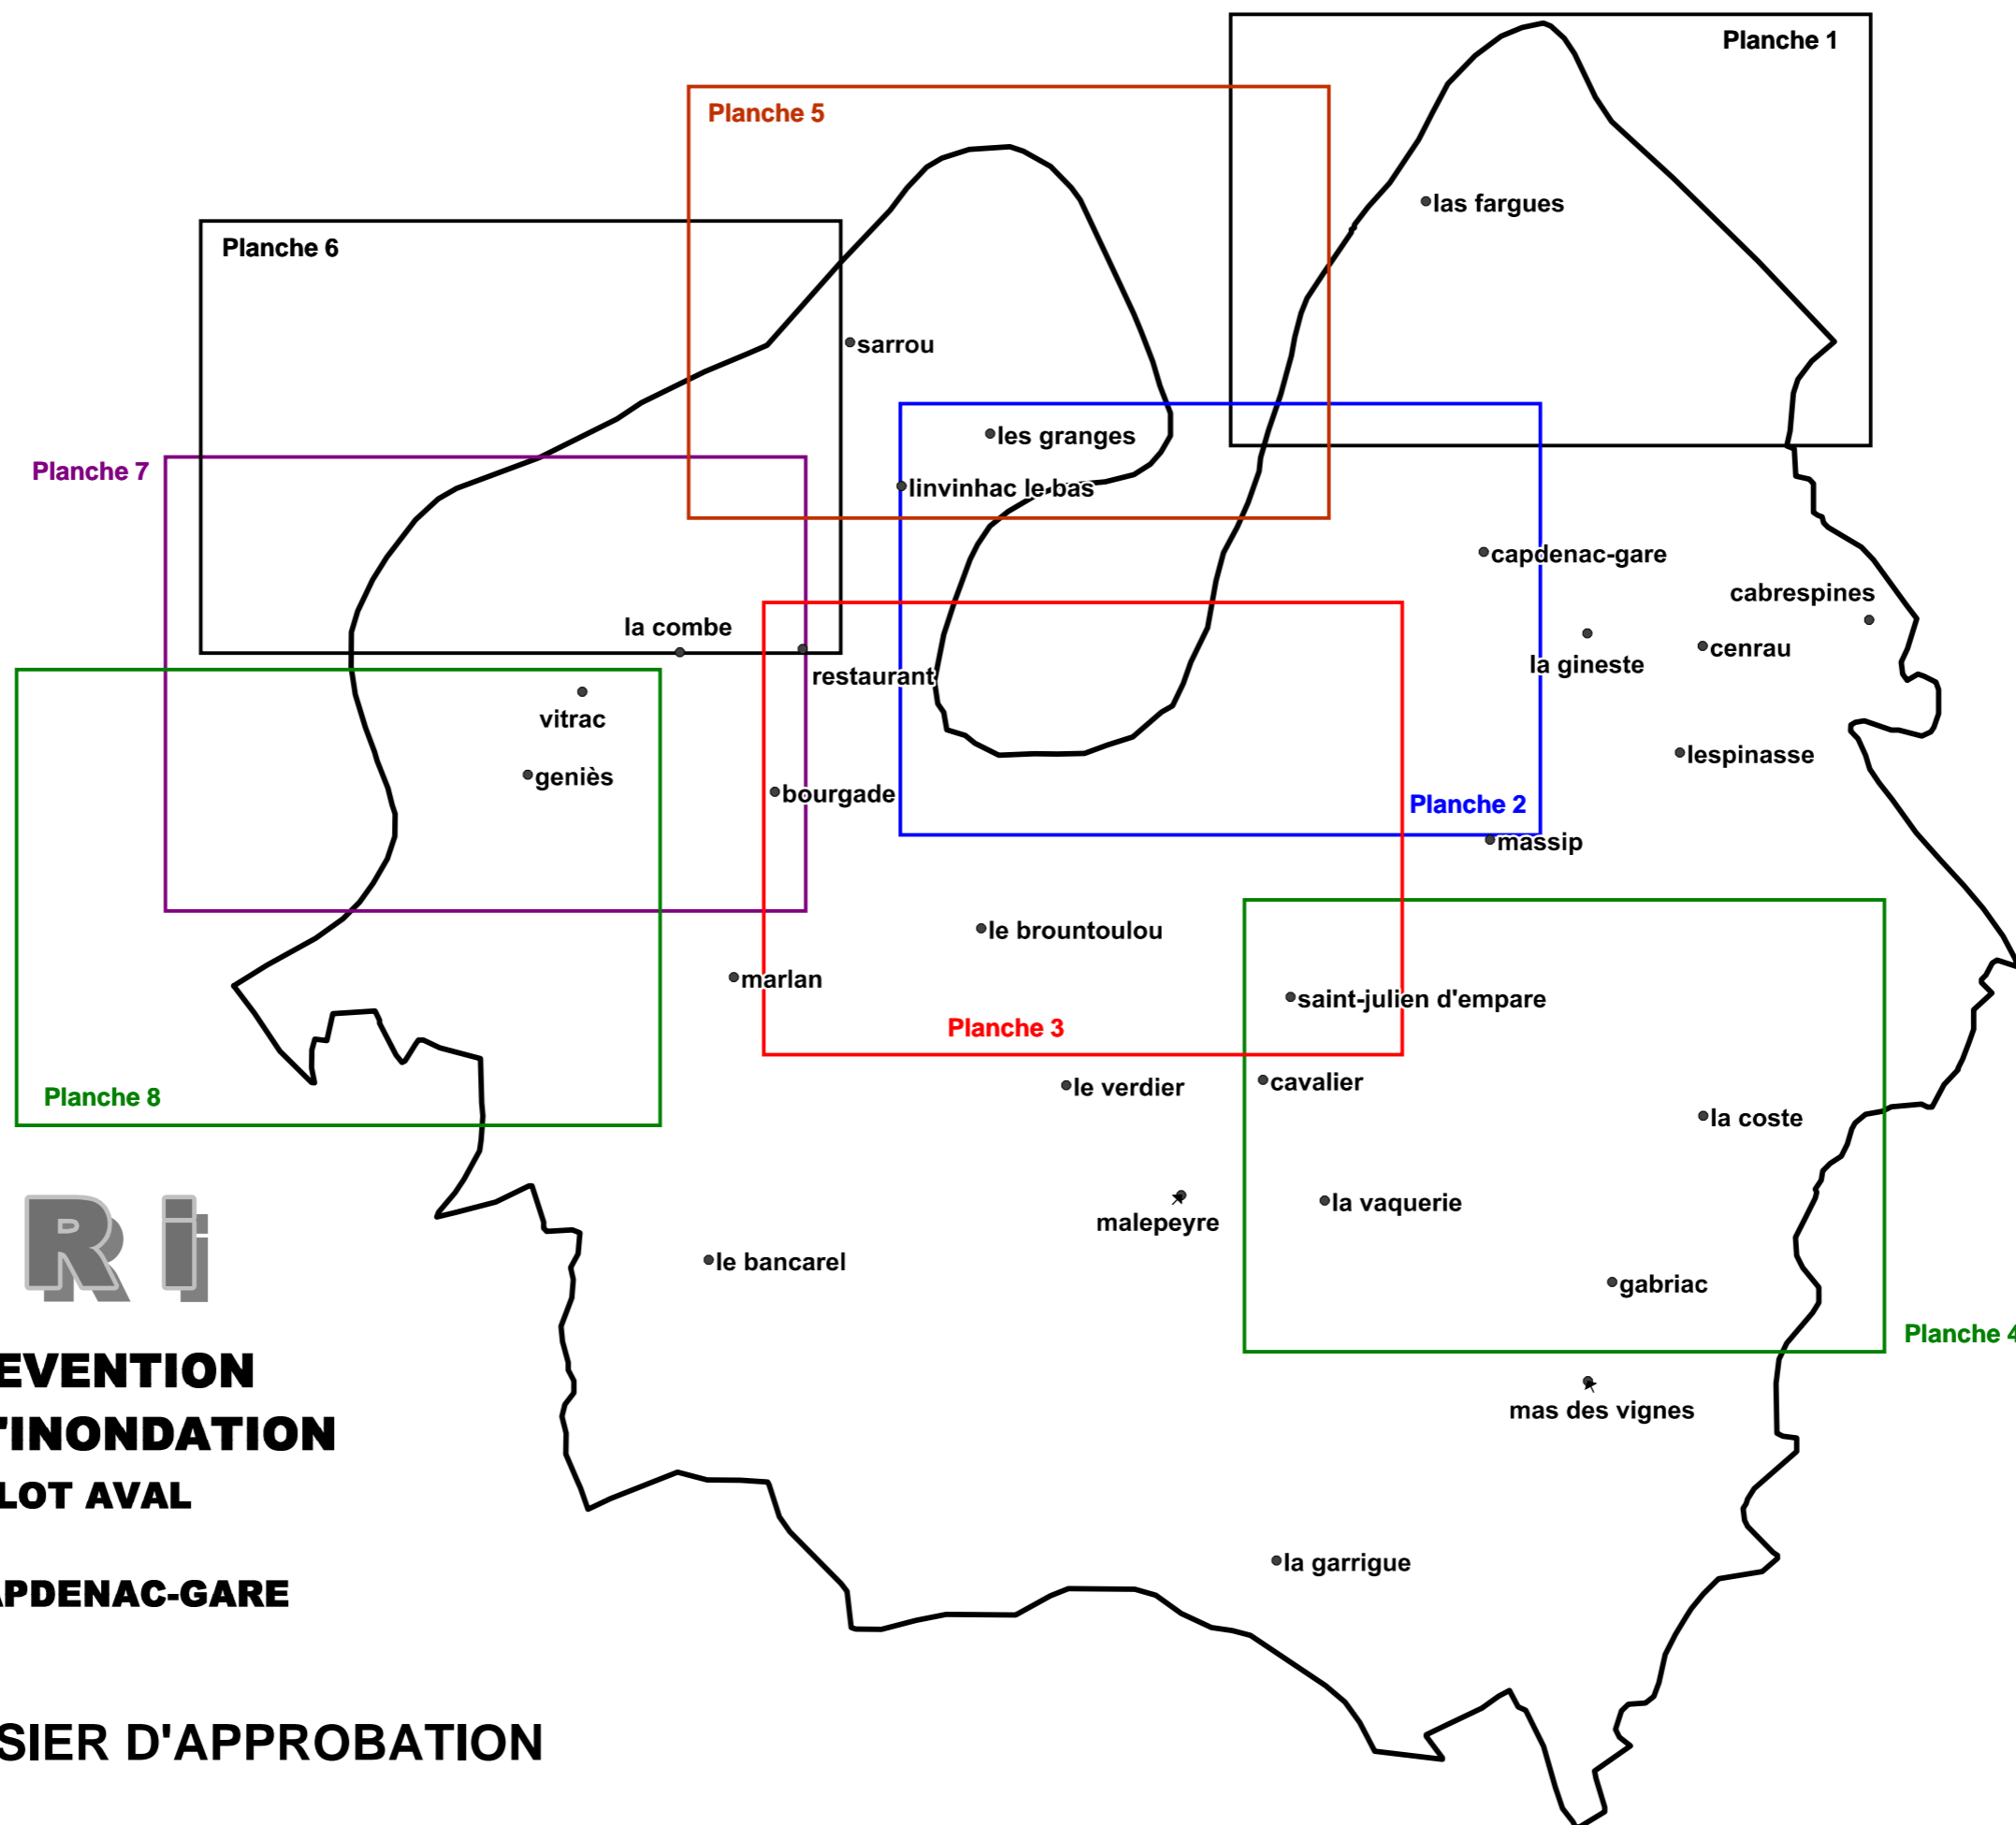 Planche 1
Planche 5
las fargues
Planche 6
sarrou
les granges
Planche 7
linvinhac le bas
capdenac-gare
cabrespines
la combe
cenrau
la gineste
restaurant
vitrac
lespinasse
geniès
bourgade
Planche 2
massip
le brountoulou
marlan
saint-julien d'empare
Planche 3
cavalier
le verdier
Planche 8
la coste
la vaquerie
malepeyre
R i
le bancarel
gabriac
Planche 4
EVENTION
mas des vignes
'INONDATION
LOT AVAL
la garrigue
APDENAC-GARE
SIER D'APPROBATION